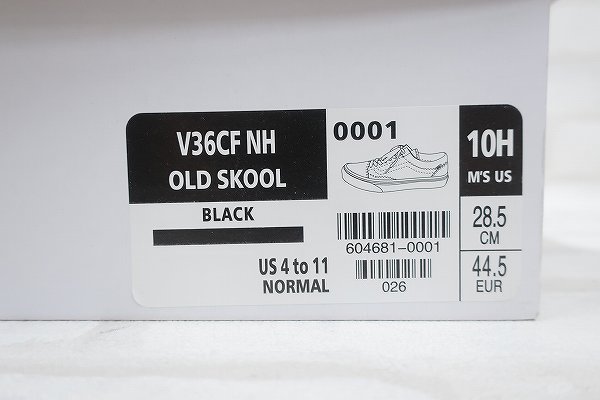 V36CF NH
OLD SKOOL
BLACK
US 4 to 11
NORMAL
0001
604681-0001
026
10H
M'S US
28.5
CM
44.5
EUR